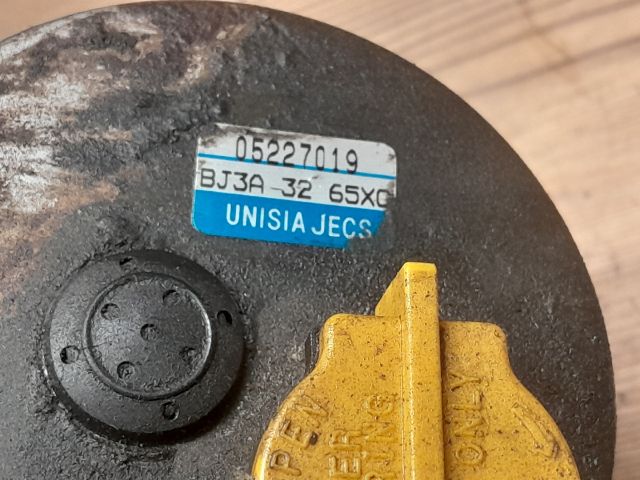 05227019
BJ3A 32 65XC
UNISIA JECS
ONLY